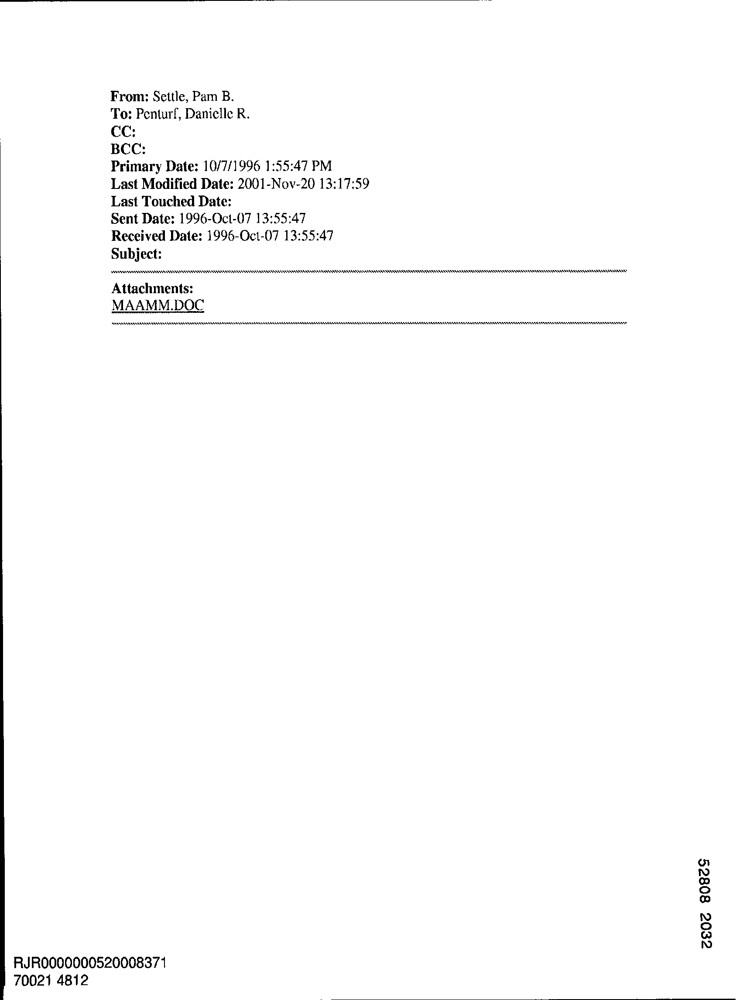 From: Settle, Pam B.
To: Penturf, Danielle R.
CC:
BCC:
Primary Date: 10/7/1996 1:55:47 PM
Last Modified Date: 2001-Nov-20 13:17:59
Last Touched Date:
Sent Date: 1996-Oct-07 13:55:47
Received Date: 1996-Oct-07 13:55:47
Subject:
Attachments:
MAAMM.DOC
52808 2032
RJR0000000520008371
70021 4812